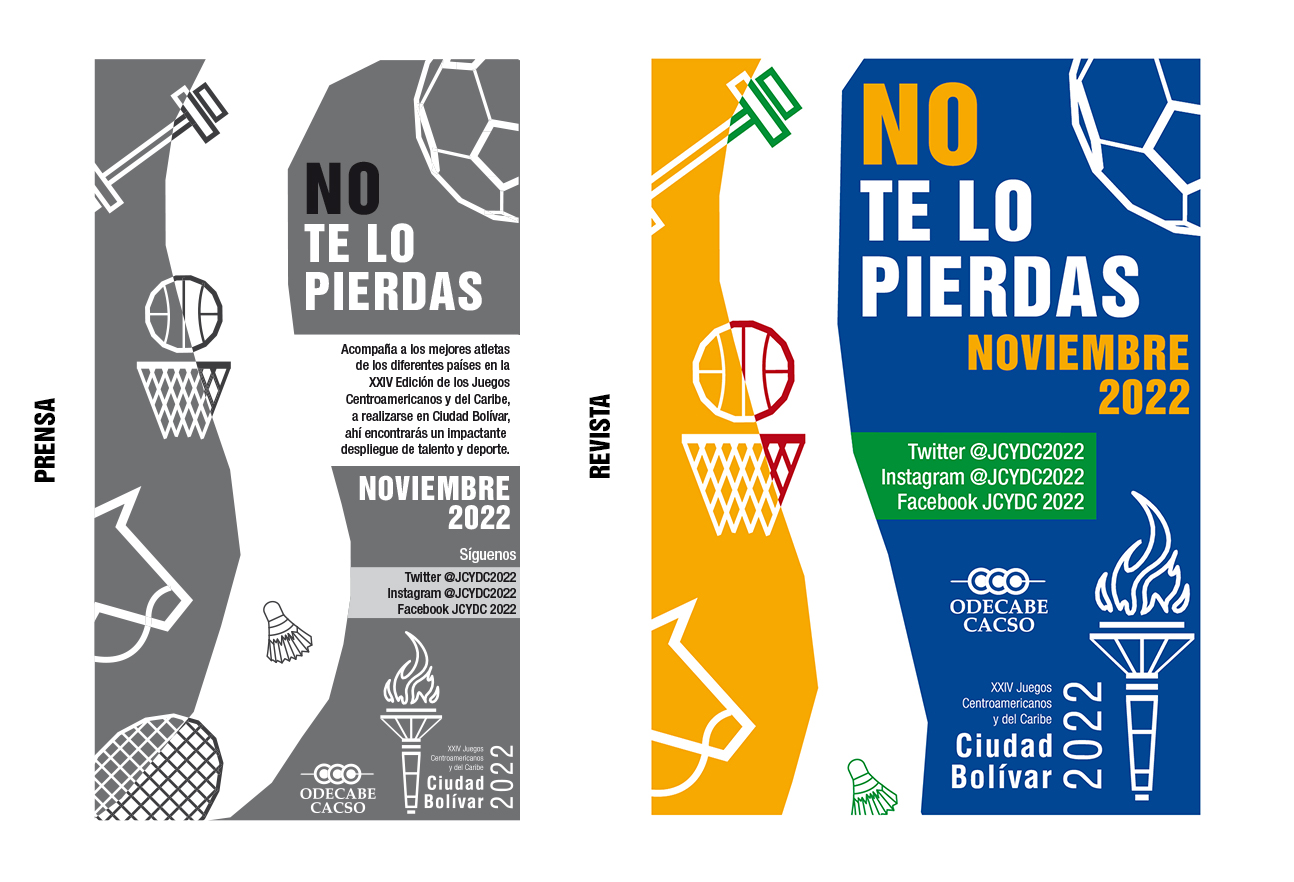 PRENSA
NO
TE LO
PIERDAS
Acompaña a los mejores atletas
de los diferentes países en la
XXIV Edición de los Juegos
Centroamericanos y del Caribe,
a realizarse en Ciudad Bolívar,
ahí encontrarás un impactante
despliegue de talento y deporte.
NOVIEMBRE
2022
Síguenos
Twitter @JCYDC2022
Instagram @JCYDC2022
Facebook JCYDC 2022
CCO
ODECABE
CACSO
XXIV Juegos
Centroamericanos
y del Caribe
Ciudad
Bolívar
2022
REVISTA
NO
TE LO
PIERDAS
NOVIEMBRE
2022
Twitter @JCYDC2022
Instagram @JCYDC2022
Facebook JCYDC 2022
CCO
ODECABE
CACSO
XXIV Juegos
Centroamericanos
y del Caribe
Ciudad
Bolívar
2022